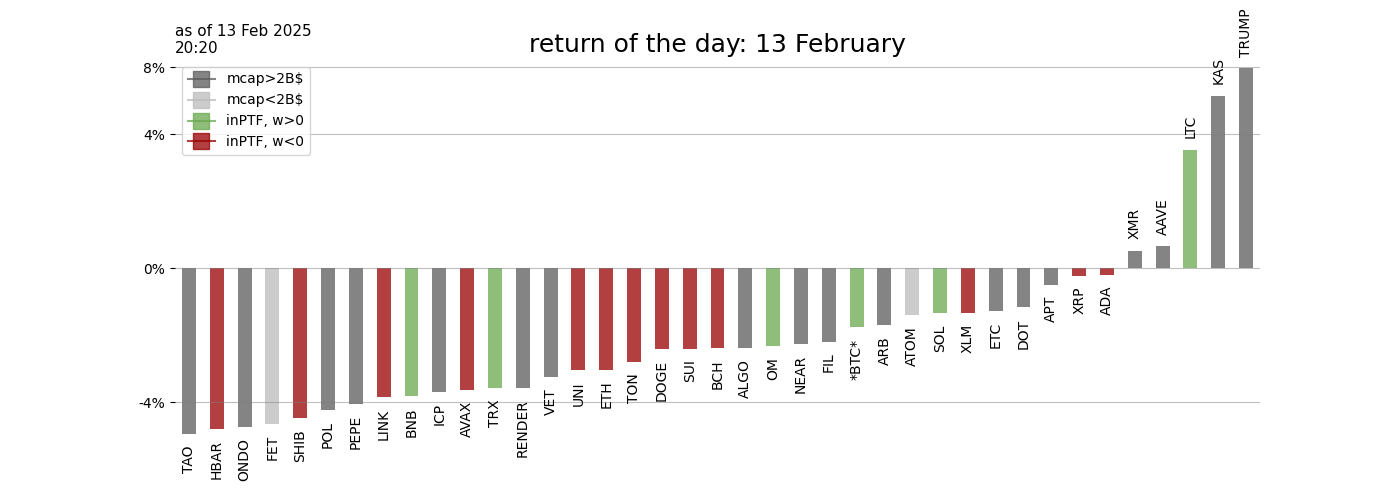 as of 13 Feb 2025
20:20
return of the day: 13 February
8%
4%
0%
-4%
mcap>2B$
mcap<2B$
inPTF, w>0
inPTF, w<0
TAO
HBAR
ONDO
FET
SHIB
POL
PEPE
LINK
BNB
ICP
AVAX
TRX
RENDER
VET
UNI
ETH
TON
DOGE
SUI
BCH
ALGO
OM
NEAR
FIL
*BTC*
ARB
ATOM
SOL
XLM
ETC
DOT
APT
XRP
ADA
XMR
AAVE
LTC
KAS
TRUMP